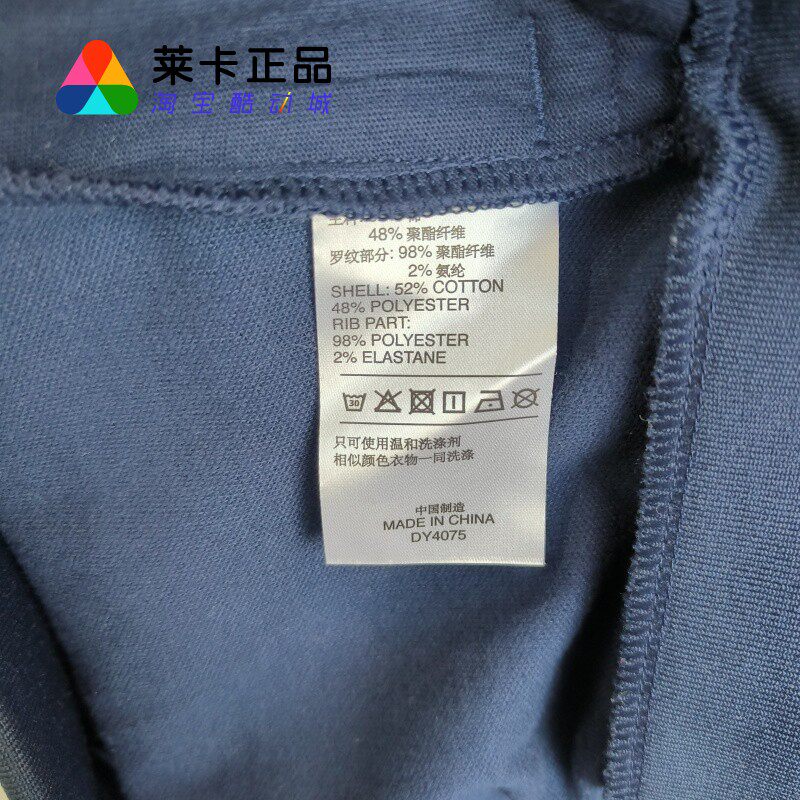 莱卡正品
淘宝酷动城
48% 聚酯纤维
罗纹部分: 98% 聚酯纤维
2% 氨纶
SHELL: 52% COTTON
48% POLYESTER
RIB PART:
98% POLYESTER
2% ELASTANE
30
只可使用温和洗涤剂
相似颜色衣物一同洗涤
中国制造
MADE IN CHINA
DY4075